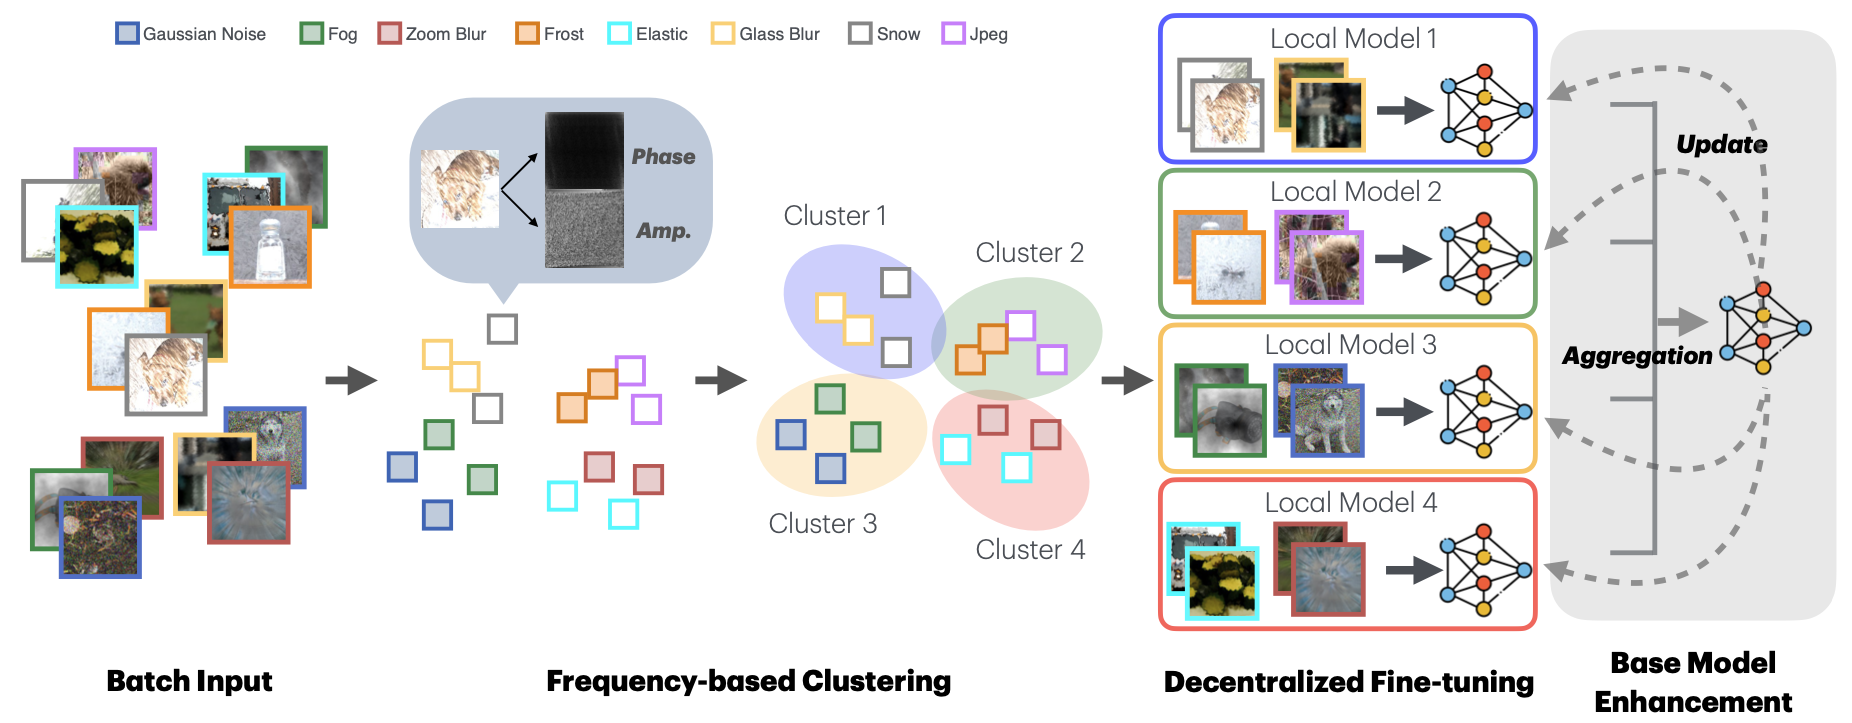 Gaussian Noise Fog Zoom Blur Frost Elastic Glass Blur Snow Jpeg
Phase
Amp.
Cluster 1
Cluster 2
Cluster 3
Cluster 4
Local Model 1
Local Model 2
Local Model 3
Local Model 4
Update
Aggregation
Batch Input
Frequency-based Clustering
Decentralized Fine-tuning
Base Model
Enhancement